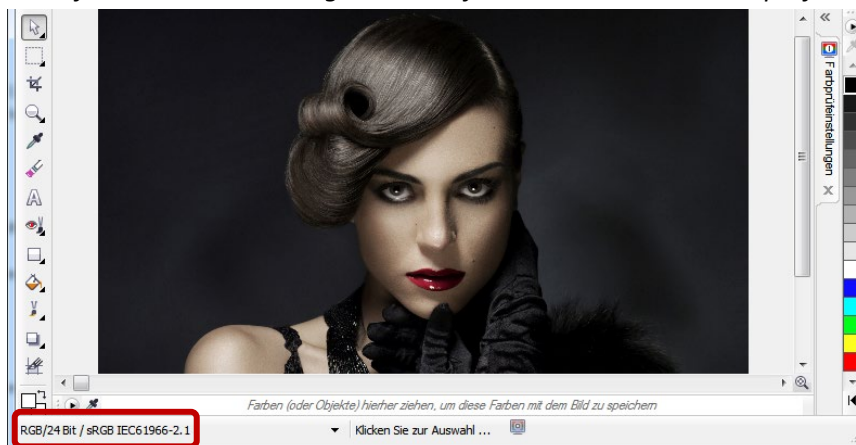 Farbprüfeinstellungen
Farben (oder Objekte) hierher ziehen, um diese Farben mit dem Bild zu speichern
RGB/24 Bit / sRGB IEC61966-2.1
Klicken Sie zur Auswahl ...